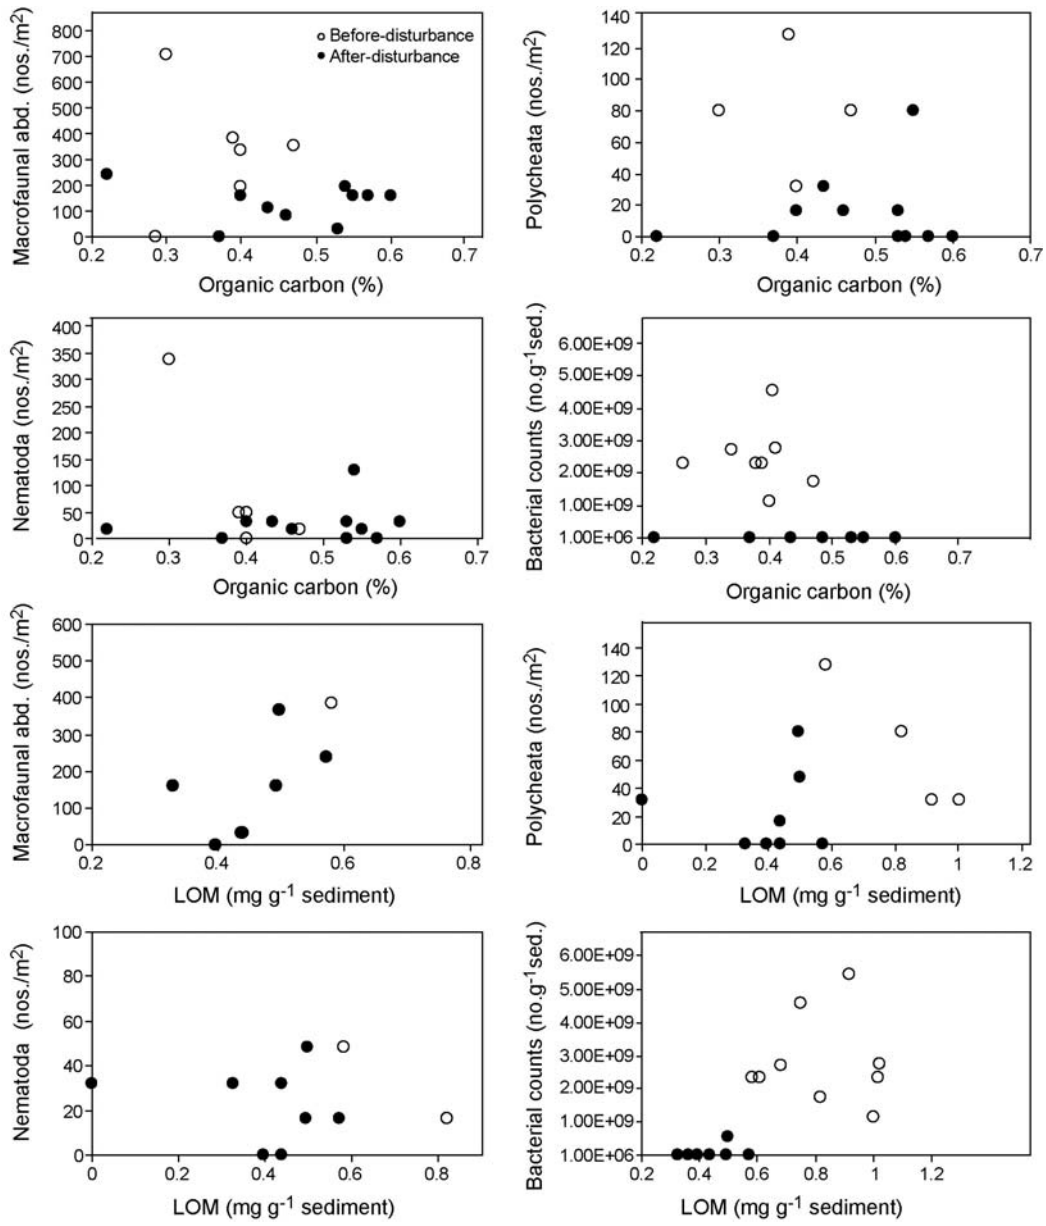 Macrofaunal abd. (nos./m²)
800
700
600
500
400
300
200
100
0
○ Before-disturbance
● After-disturbance
0.2 0.3 0.4 0.5 0.6 0.7
Organic carbon (%)
Polycheata (nos./m²)
140
120
100
80
60
40
20
0
0.2 0.3 0.4 0.5 0.6 0.7
Organic carbon (%)
Nematoda (nos./m²)
400
350
300
250
200
150
100
50
0
0.2 0.3 0.4 0.5 0.6 0.7
Organic carbon (%)
Bacterial counts (no.g⁻¹sed.)
6.00E+09
5.00E+09
4.00E+09
3.00E+09
2.00E+09
1.00E+09
1.00E+06
0.2 0.3 0.4 0.5 0.6 0.7
Organic carbon (%)
Macrofaunal abd. (nos./m²)
600
500
400
300
200
100
0
0.2 0.4 0.6 0.8
LOM (mg g⁻¹ sediment)
Polycheata (nos./m²)
140
120
100
80
60
40
20
0
0 0.2 0.4 0.6 0.8 1 1.2
LOM (mg g⁻¹ sediment)
Nematoda (nos./m²)
100
80
60
40
20
0
0 0.2 0.4 0.6 0.8
LOM (mg g⁻¹ sediment)
Bacterial counts (no.g⁻¹sed.)
6.00E+09
5.00E+09
4.00E+09
3.00E+09
2.00E+09
1.00E+09
1.00E+06
0.2 0.4 0.6 0.8 1 1.2
LOM (mg g⁻¹ sediment)